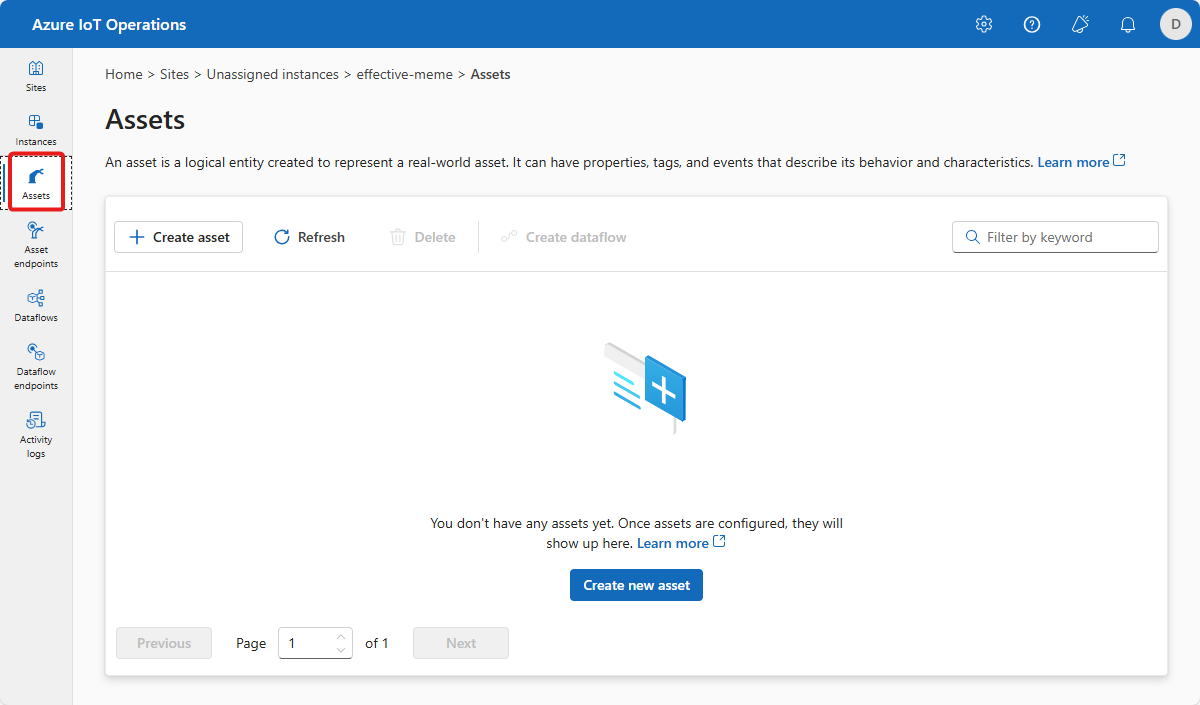 Azure IoT Operations
D
Sites
Instances
Assets
Asset
endpoints
Dataflows
Dataflow
endpoints
Activity
logs
Home > Sites > Unassigned instances > effective-meme > Assets
Assets
An asset is a logical entity created to represent a real-world asset. It can have properties, tags, and events that describe its behavior and characteristics. Learn more
Create asset
Refresh
Delete
Create dataflow
Filter by keyword
You don't have any assets yet. Once assets are configured, they will
show up here. Learn more
Create new asset
Previous
Page
1
of 1
Next